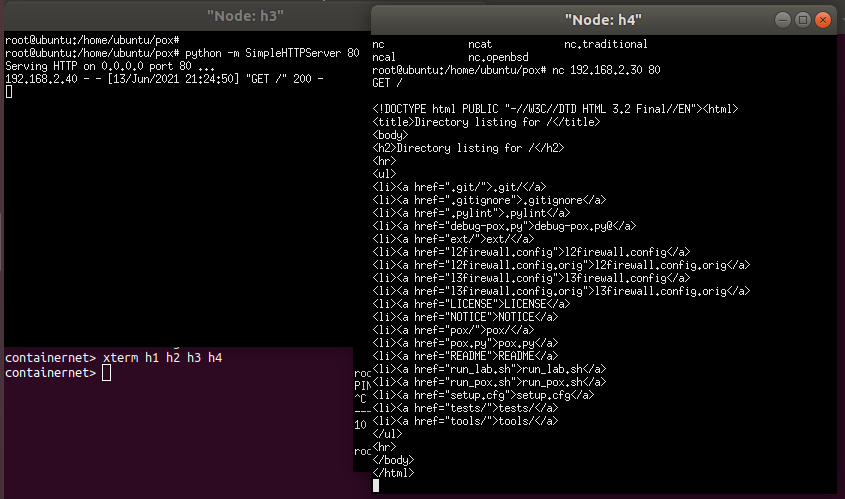 "Node: h3"
root@ubuntu:/home/ubuntu/pox#
root@ubuntu:/home/ubuntu/pox# python -m SimpleHTTPServer 80
Serving HTTP on 0.0.0.0 port 80 ...
192.168.2.40 - - [13/Jun/2021 21:24:50] "GET /" 200 -
containernet> xterm h1 h2 h3 h4
containernet>
roo
PIN
^C
---
10
roo
"Node: h4"
nc ncat nc.traditional
ncal nc.openbsd
root@ubuntu:/home/ubuntu/pox# nc 192.168.2.30 80
GET /
<!DOCTYPE html PUBLIC "-//W3C//DTD HTML 3.2 Final//EN"><html>
<title>Directory listing for /</title>
<body>
<h2>Directory listing for /</h2>
<hr>
<ul>
<li><a href=".git/">.git/</a>
<li><a href=".gitignore">.gitignore</a>
<li><a href=".pylint">.pylint</a>
<li><a href="debug-pox.py">debug-pox.py@</a>
<li><a href="ext/">ext/</a>
<li><a href="l2firewall.config">l2firewall.config</a>
<li><a href="l2firewall.config.orig">l2firewall.config.orig</a>
<li><a href="l3firewall.config">l3firewall.config</a>
<li><a href="l3firewall.config.orig">l3firewall.config.orig</a>
<li><a href="LICENSE">LICENSE</a>
<li><a href="NOTICE">NOTICE</a>
<li><a href="pox/">pox/</a>
<li><a href="pox.py">pox.py</a>
<li><a href="README">README</a>
<li><a href="run_lab.sh">run_lab.sh</a>
<li><a href="run_pox.sh">run_pox.sh</a>
<li><a href="setup.cfg">setup.cfg</a>
<li><a href="tests/">tests/</a>
<li><a href="tools/">tools/</a>
</ul>
<hr>
</body>
</html>